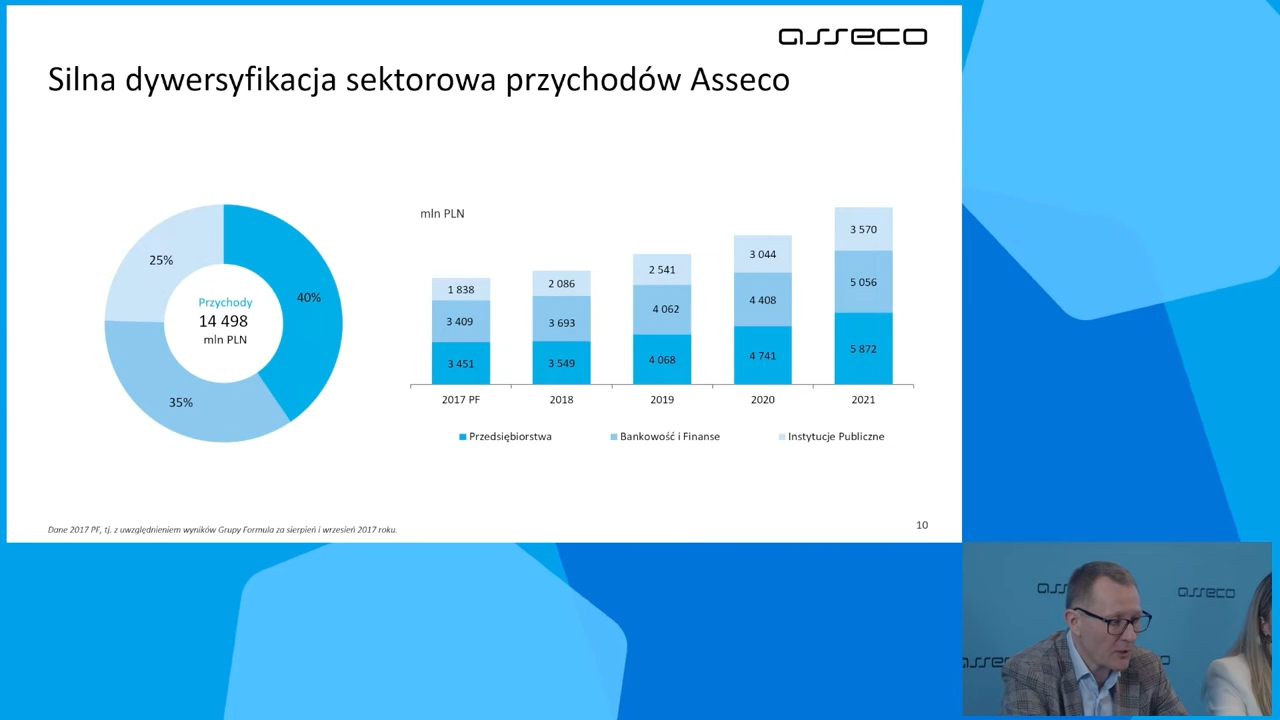 asseco
Silna dywersyfikacja sektorowa przychodów Asseco
25%
40%
35%
Przychody
14 498
mln PLN
mln PLN
1 838
3 409
3 451
2 086
3 693
3 549
2 541
4 062
4 068
3 044
4 408
4 741
3 570
5 056
5 872
2017 PF
2018
2019
2020
2021
Przedsiębiorstwa
Bankowość i Finanse
Instytucje Publiczne
Dane 2017 PF, tj. z uwzględnieniem wyników Grupy Formula za sierpień i wrzesień 2017 roku.
10
asseco